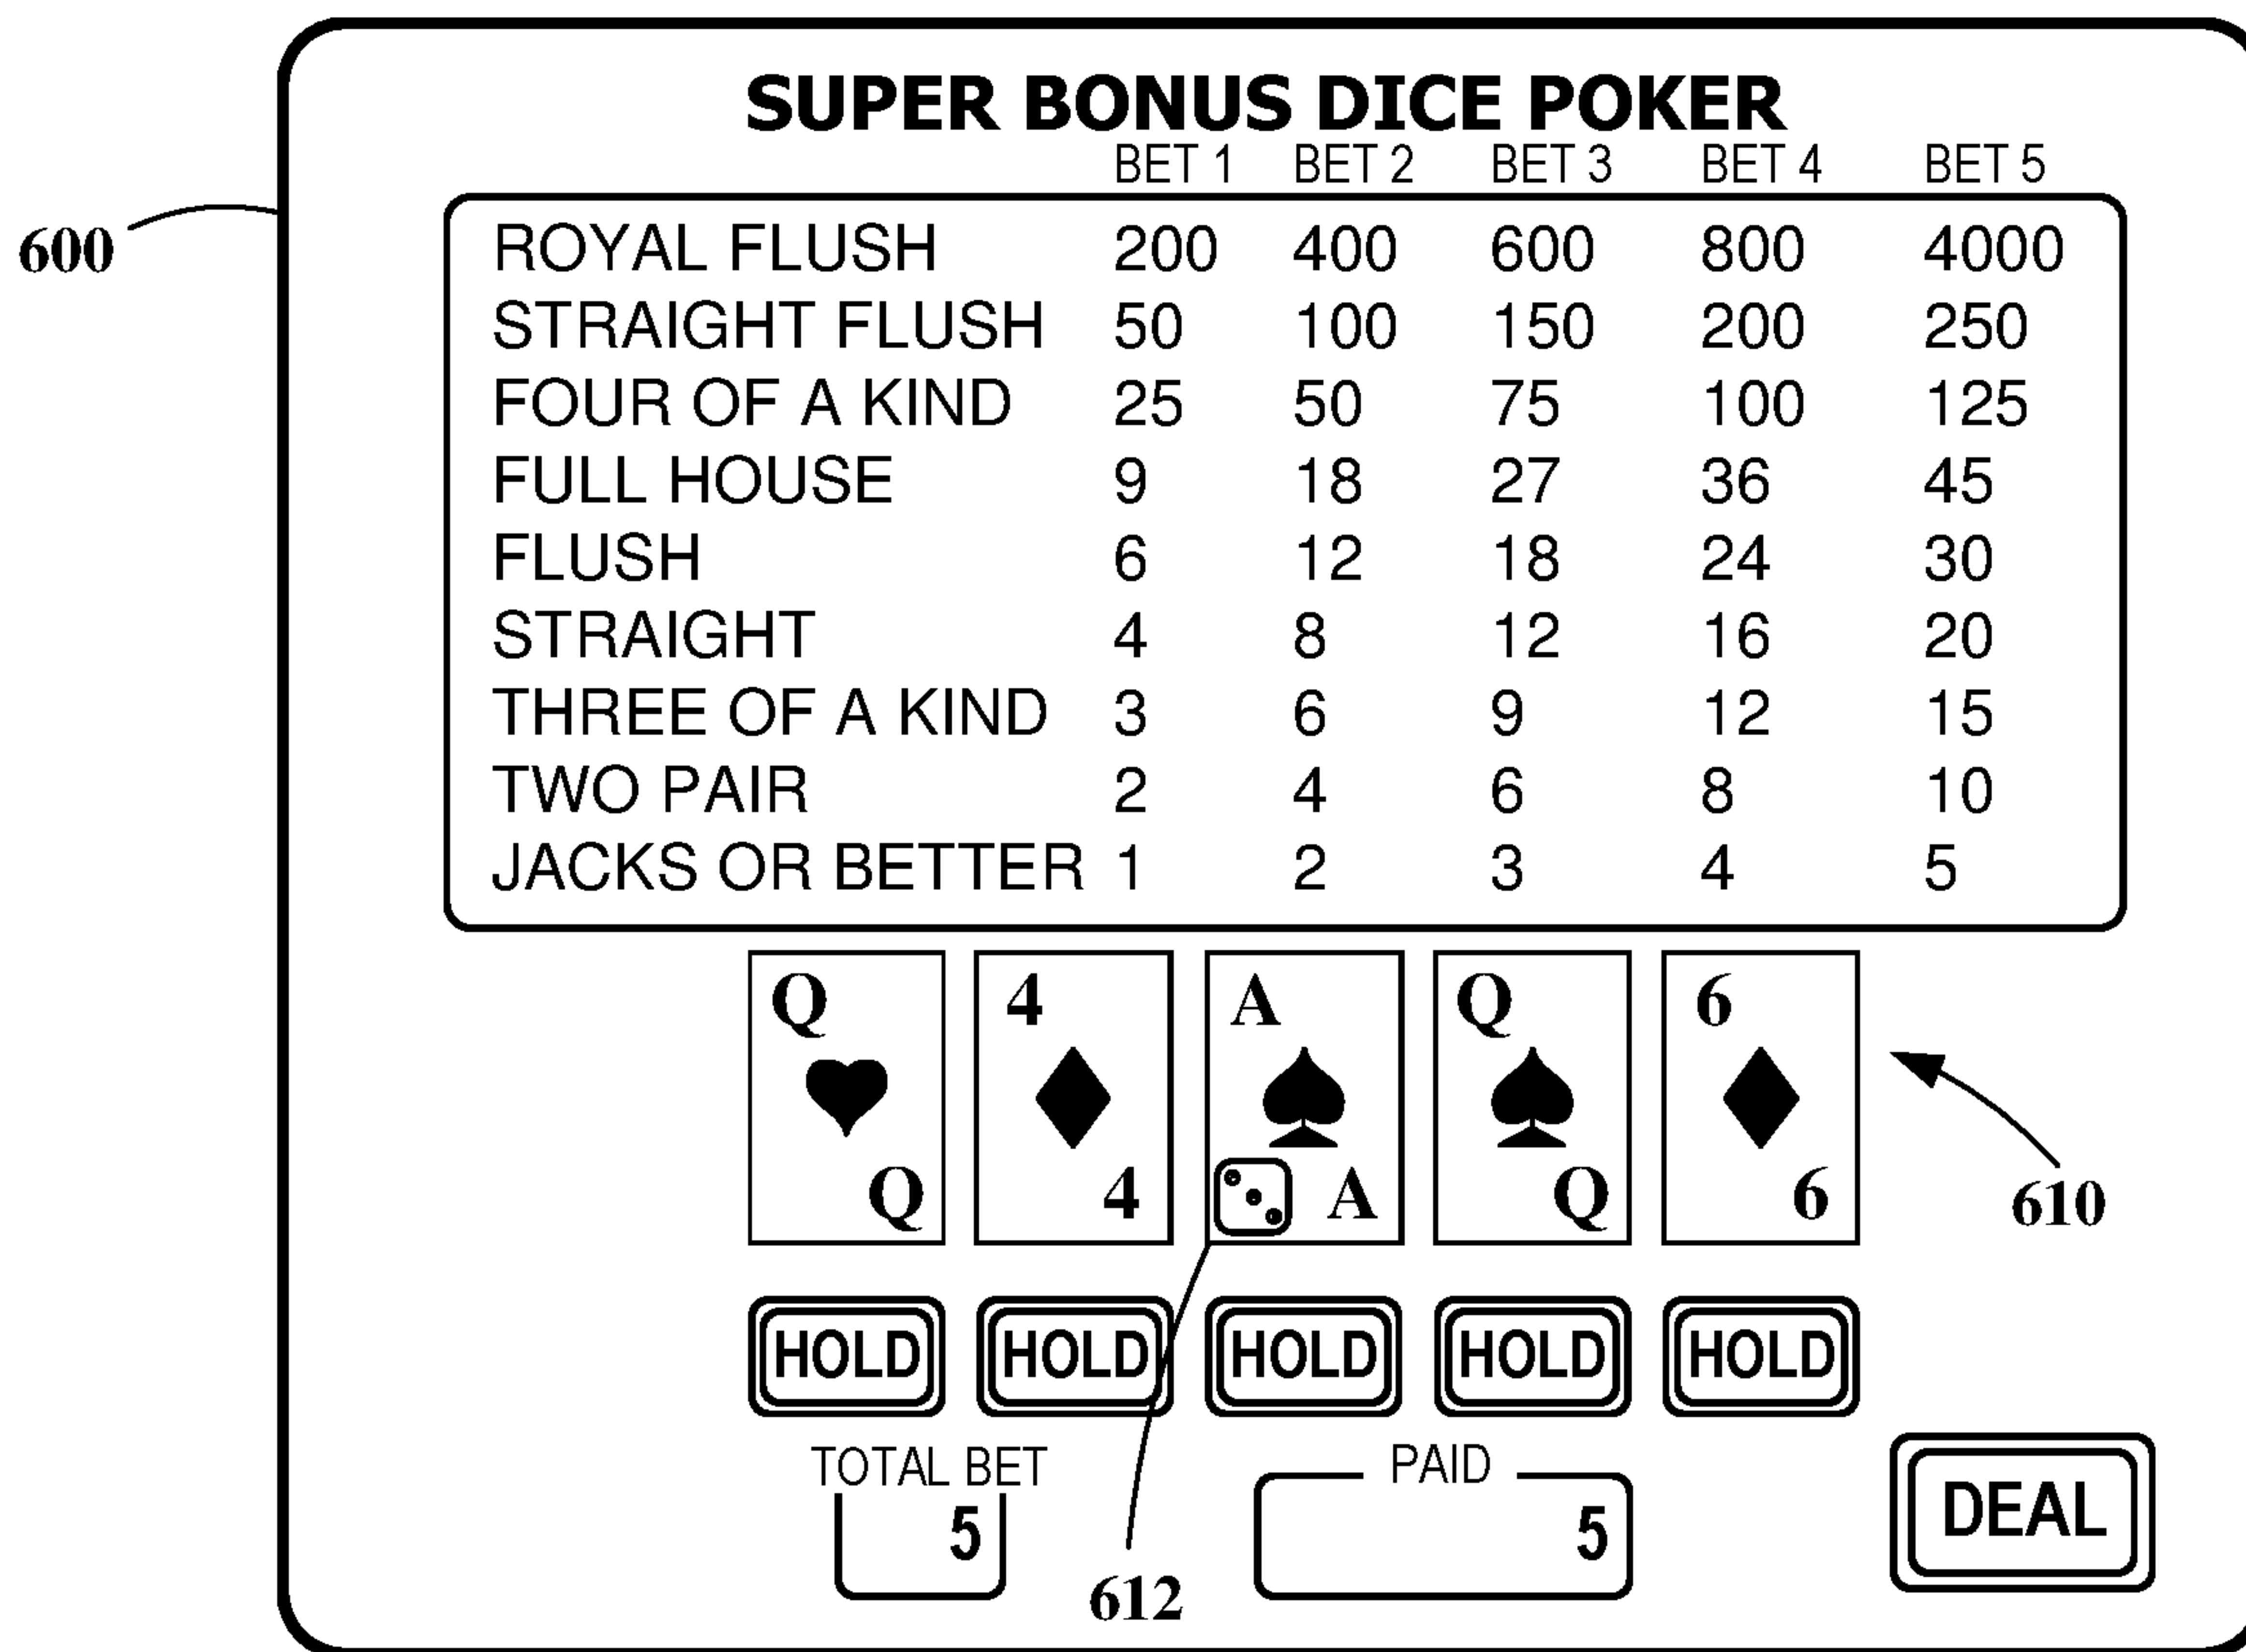 SUPER BONUS DICE POKER
BET 1 BET 2 BET 3 BET 4 BET 5
600
ROYAL FLUSH 200 400 600 800 4000
STRAIGHT FLUSH 50 100 150 200 250
FOUR OF A KIND 25 50 75 100 125
FULL HOUSE 9 18 27 36 45
FLUSH 6 12 18 24 30
STRAIGHT 4 8 12 16 20
THREE OF A KIND 3 6 9 12 15
TWO PAIR 2 4 6 8 10
JACKS OR BETTER 1 2 3 4 5
Q 4 A Q 6
Q 4 A Q 6
610
HOLD HOLD HOLD HOLD HOLD
TOTAL BET PAID
5 5 DEAL
612